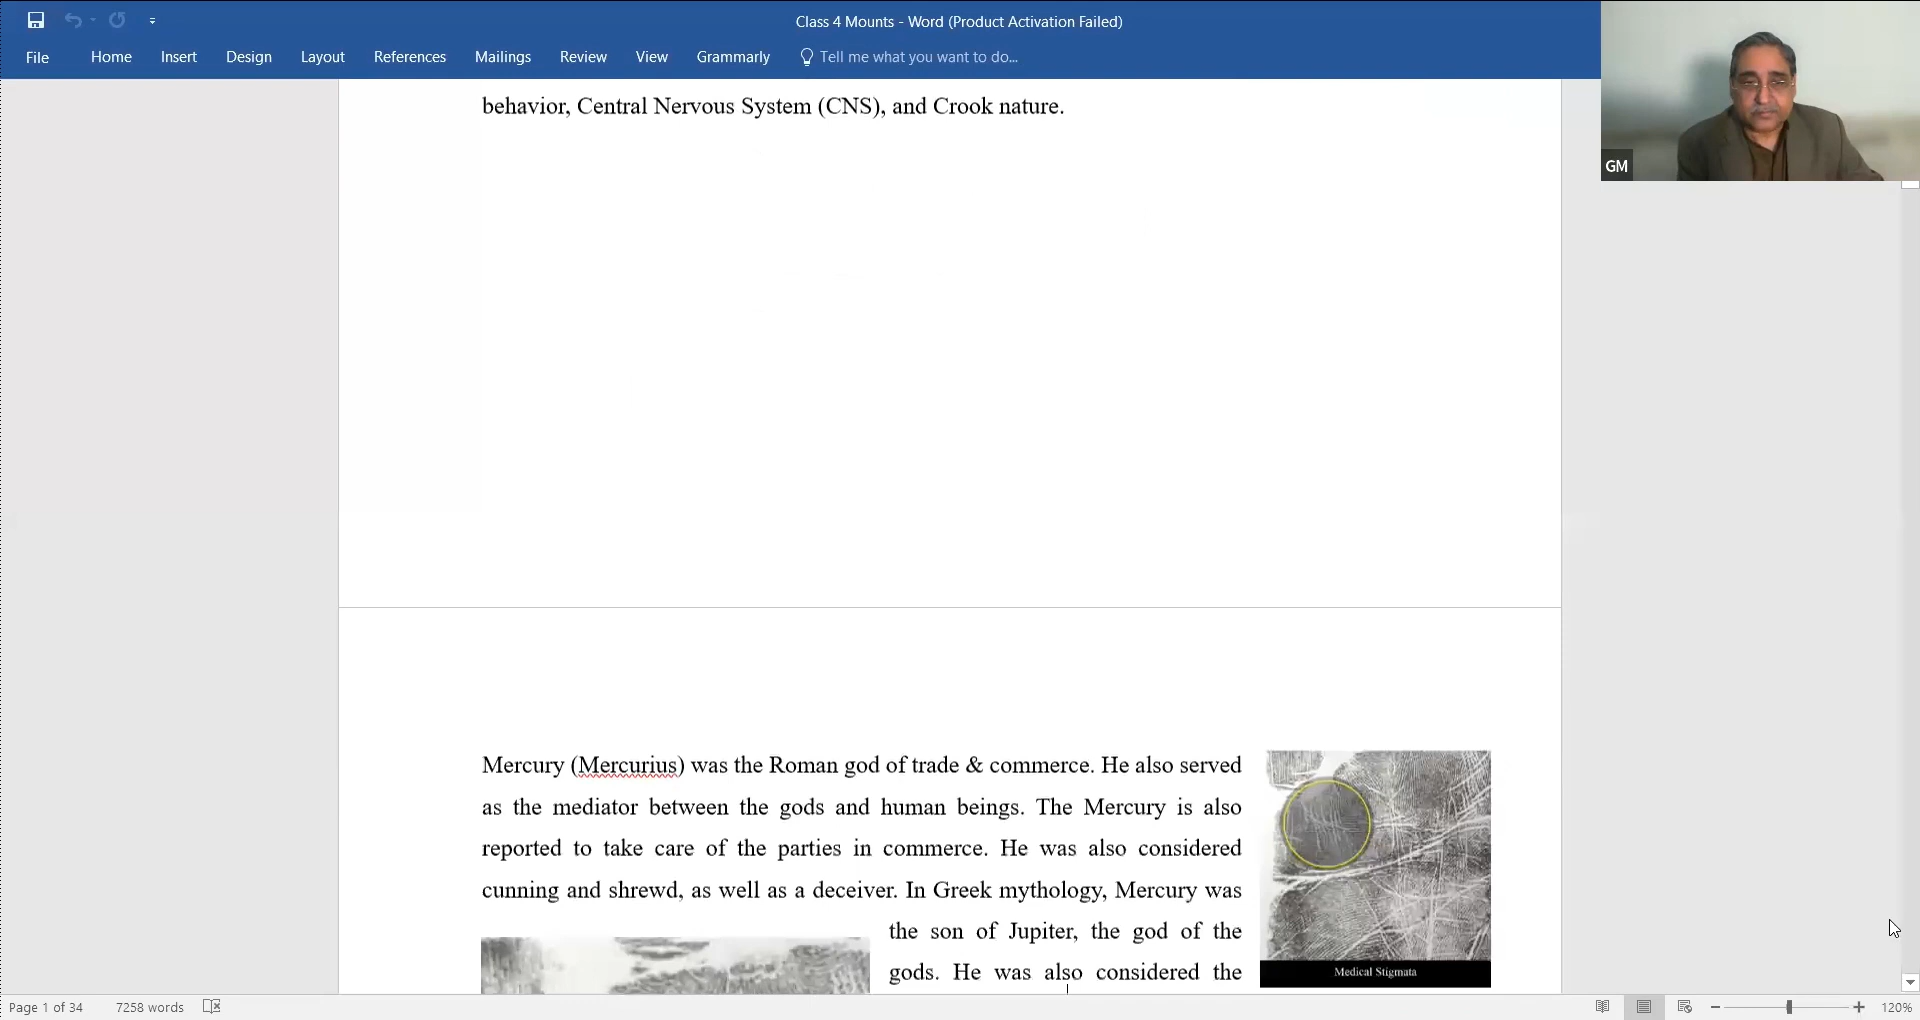 Class 4 Mounts - Word (Product Activation Failed)
File Home Insert Design Layout References Mailings Review View Grammarly Tell me what you want to do...
GM
behavior, Central Nervous System (CNS), and Crook nature.
Mercury (Mercurius) was the Roman god of trade & commerce. He also served
as the mediator between the gods and human beings. The Mercury is also
reported to take care of the parties in commerce. He was also considered
cunning and shrewd, as well as a deceiver. In Greek mythology, Mercury was
the son of Jupiter, the god of the
gods. He was also considered the
Medical Stigmata
Page 1 of 34 7258 words 120%